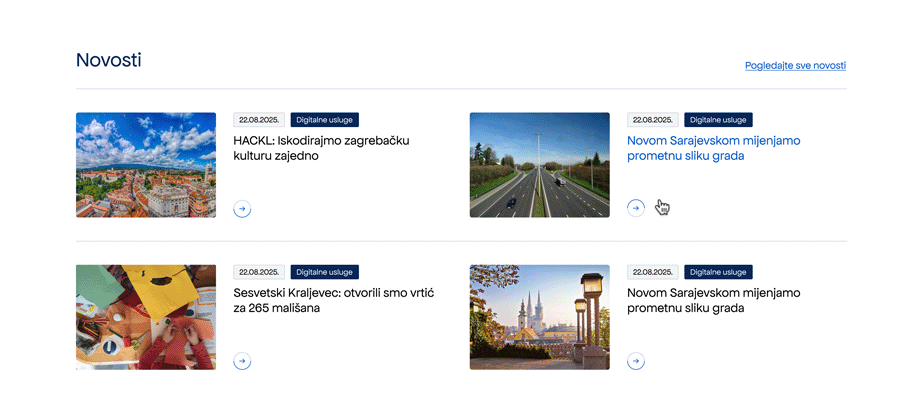 Novosti
Pogledajte sve novosti
22.08.2025. Digitalne usluge
HACKL: Iskodirajmo zagrebačku
kulturu zajedno
22.08.2025. Digitalne usluge
Novom Sarajevskom mijenjamo
prometnu sliku grada
22.08.2025. Digitalne usluge
Sesvetski Kraljevec: otvorili smo vrtić
za 265 mališana
22.08.2025. Digitalne usluge
Novom Sarajevskom mijenjamo
prometnu sliku grada